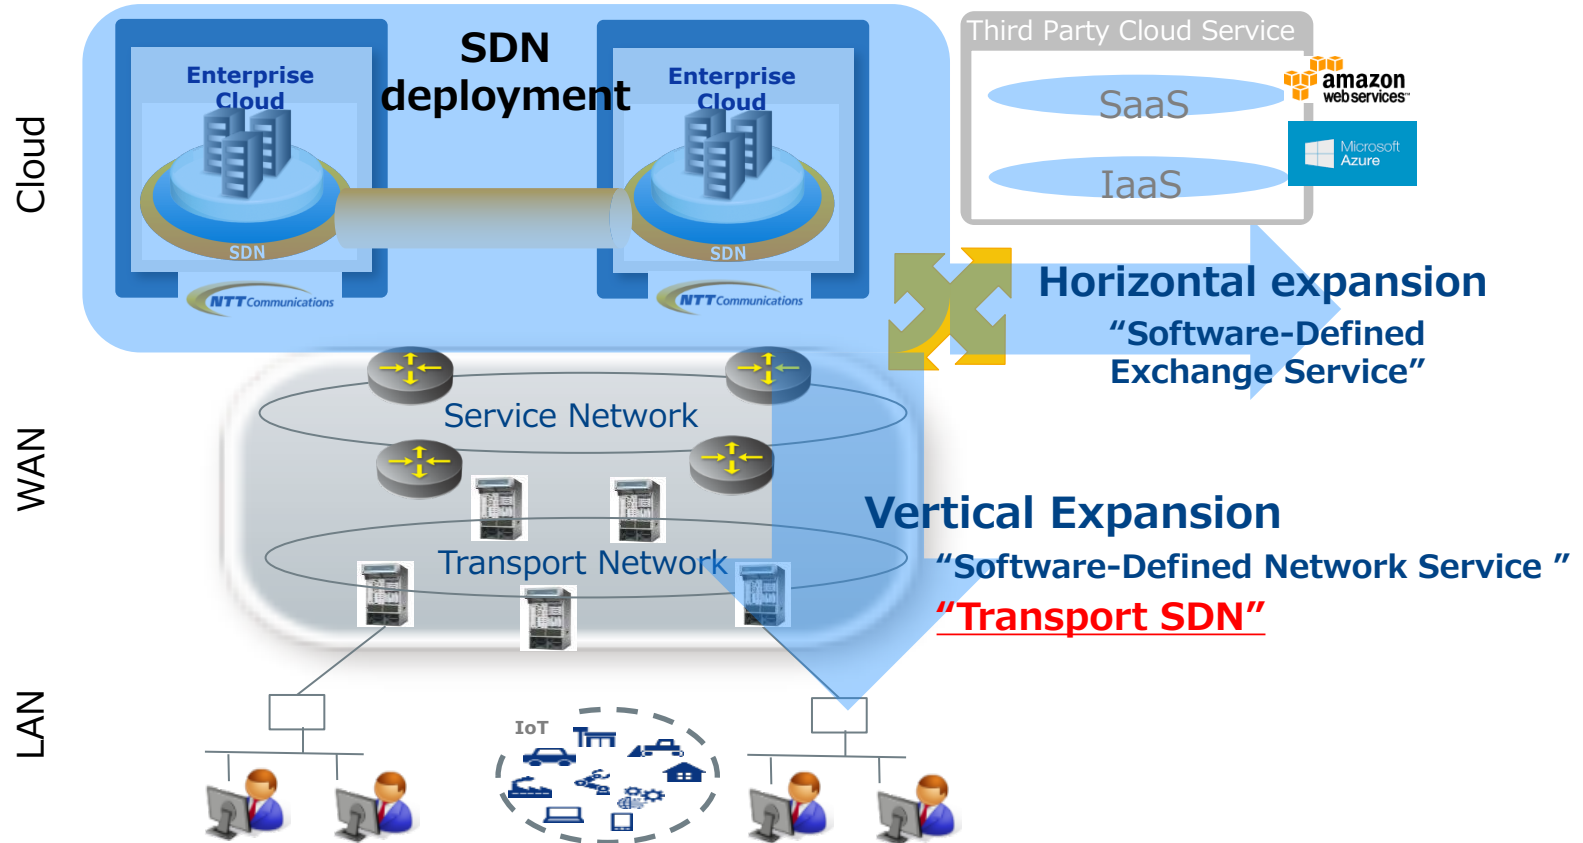 Cloud
WAN
LAN
SDN
deployment
Enterprise
Cloud
SDN
NTT Communications
Enterprise
Cloud
SDN
NTT Communications
Third Party Cloud Service
SaaS
IaaS
amazon
webservices™
Microsoft
Azure
Horizontal expansion
“Software-Defined
Exchange Service”
Service Network
Transport Network
Vertical Expansion
“Software-Defined Network Service ”
“Transport SDN”
IoT